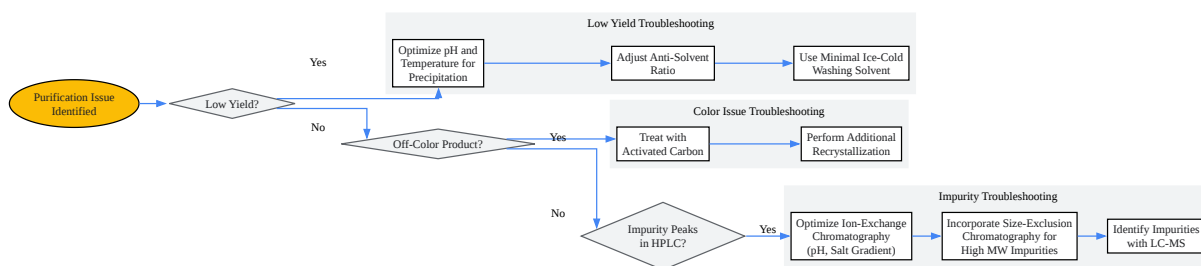 Low Yield Troubleshooting
Optimize pH and
Temperature for
Precipitation
Adjust Anti-Solvent
Ratio
Use Minimal Ice-Cold
Washing Solvent
Yes
Purification Issue
Identified
Low Yield?
No
Color Issue Troubleshooting
Off-Color Product?
Yes
Treat with
Activated Carbon
Perform Additional
Recrystallization
No
Impurity Troubleshooting
Impurity Peaks
in HPLC?
Yes
Optimize Ion-Exchange
Chromatography
(pH, Salt Gradient)
Incorporate Size-Exclusion
Chromatography for
High MW Impurities
Identify Impurities
with LC-MS